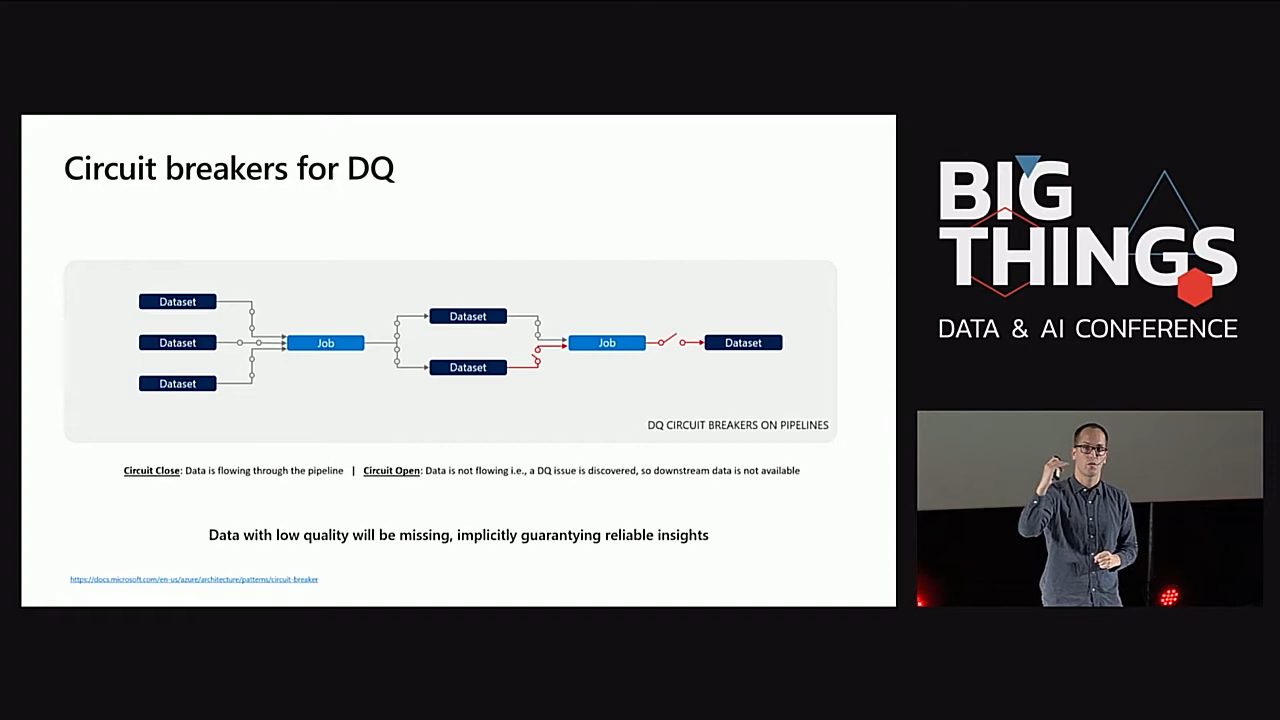 Circuit breakers for DQ
Dataset
Dataset
Dataset
Job
Dataset
Dataset
Job
Dataset
DQ CIRCUIT BREAKERS ON PIPELINES
Circuit Close: Data is flowing through the pipeline | Circuit Open: Data is not flowing i.e., a DQ issue is discovered, so downstream data is not available
Data with low quality will be missing, implicitly guarantying reliable insights
https://docs.microsoft.com/en-us/azure/architecture/patterns/circuit-breaker
BIG
THINGS
DATA & AI CONFERENCE